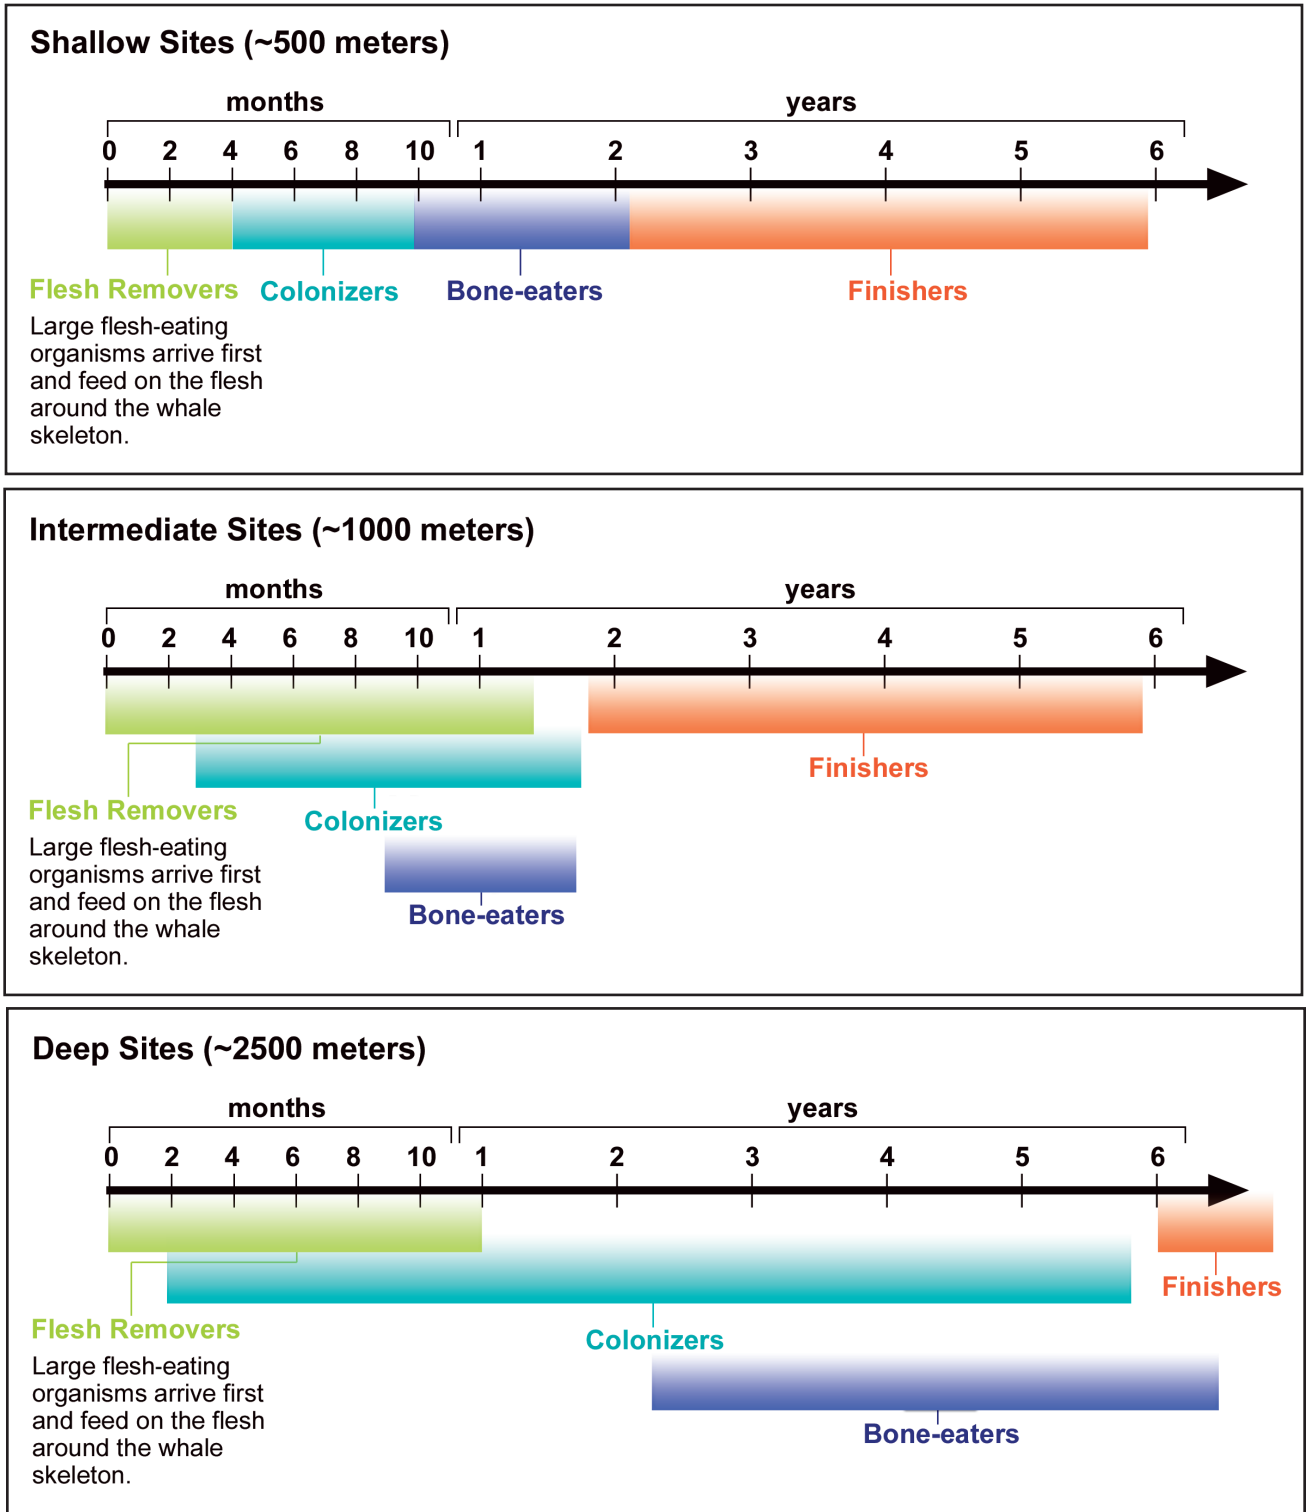 Shallow Sites (~500 meters)
months years
0 2 4 6 8 10 1 2 3 4 5 6
Flesh Removers Colonizers Bone-eaters Finishers
Large flesh-eating
organisms arrive first
and feed on the flesh
around the whale
skeleton.
Intermediate Sites (~1000 meters)
months years
0 2 4 6 8 10 1 2 3 4 5 6
Finishers
Flesh Removers
Colonizers
Large flesh-eating
organisms arrive first
and feed on the flesh
around the whale
skeleton.
Bone-eaters
Deep Sites (~2500 meters)
months years
0 2 4 6 8 10 1 2 3 4 5 6
Finishers
Flesh Removers
Colonizers
Large flesh-eating
organisms arrive first
and feed on the flesh
around the whale
skeleton.
Bone-eaters